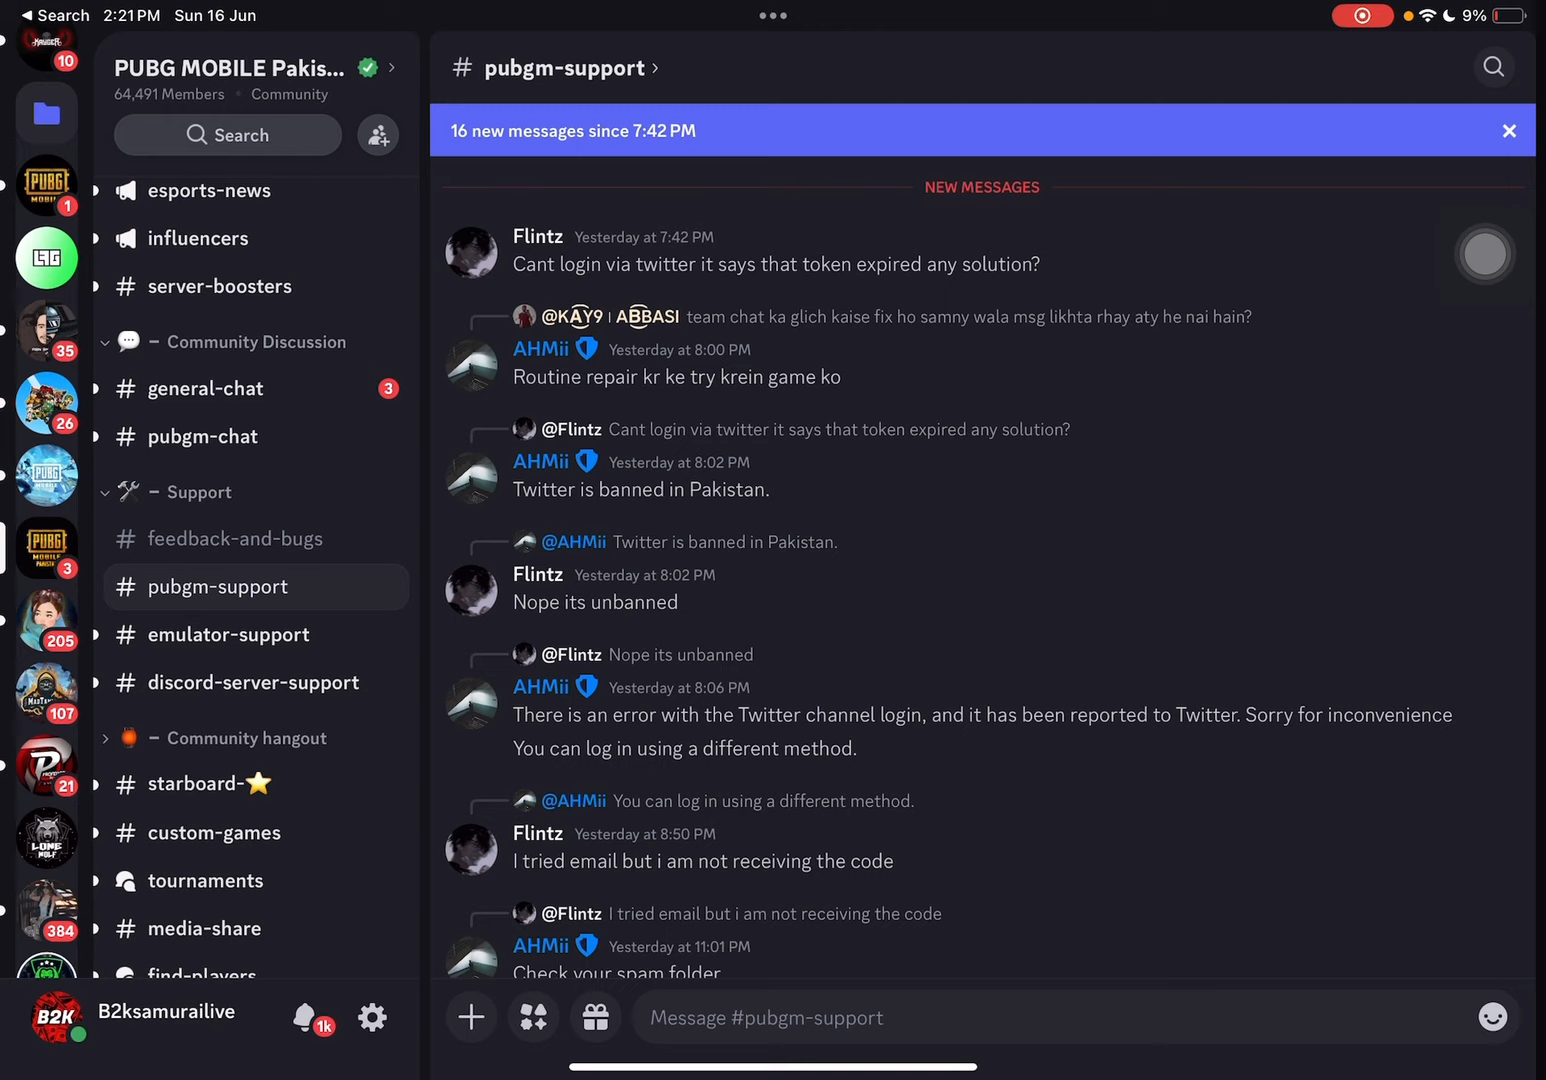 ◀ Search 2:21 PM Sun 16 Jun
9%
10
1
35
26
3
205
107
21
384
PUBG MOBILE Pakis...
64,491 Members • Community
Search
esports-news
influencers
# server-boosters
💬 – Community Discussion
# general-chat 3
# pubgm-chat
🛠 – Support
# feedback-and-bugs
# pubgm-support
# emulator-support
# discord-server-support
🏮 – Community hangout
# starboard-⭐
# custom-games
tournaments
# media-share
find-players
B2K
B2ksamurailive
1k
# pubgm-support ›
16 new messages since 7:42 PM
NEW MESSAGES
Flintz Yesterday at 7:42 PM
Cant login via twitter it says that token expired any solution?
@KAY9 | ABBASI team chat ka glich kaise fix ho samny wala msg likhta rhay aty he nai hain?
AHMii Yesterday at 8:00 PM
Routine repair kr ke try krein game ko
@Flintz Cant login via twitter it says that token expired any solution?
AHMii Yesterday at 8:02 PM
Twitter is banned in Pakistan.
@AHMii Twitter is banned in Pakistan.
Flintz Yesterday at 8:02 PM
Nope its unbanned
@Flintz Nope its unbanned
AHMii Yesterday at 8:06 PM
There is an error with the Twitter channel login, and it has been reported to Twitter. Sorry for inconvenience
You can log in using a different method.
@AHMii You can log in using a different method.
Flintz Yesterday at 8:50 PM
I tried email but i am not receiving the code
@Flintz I tried email but i am not receiving the code
AHMii Yesterday at 11:01 PM
Check your spam folder
Message #pubgm-support